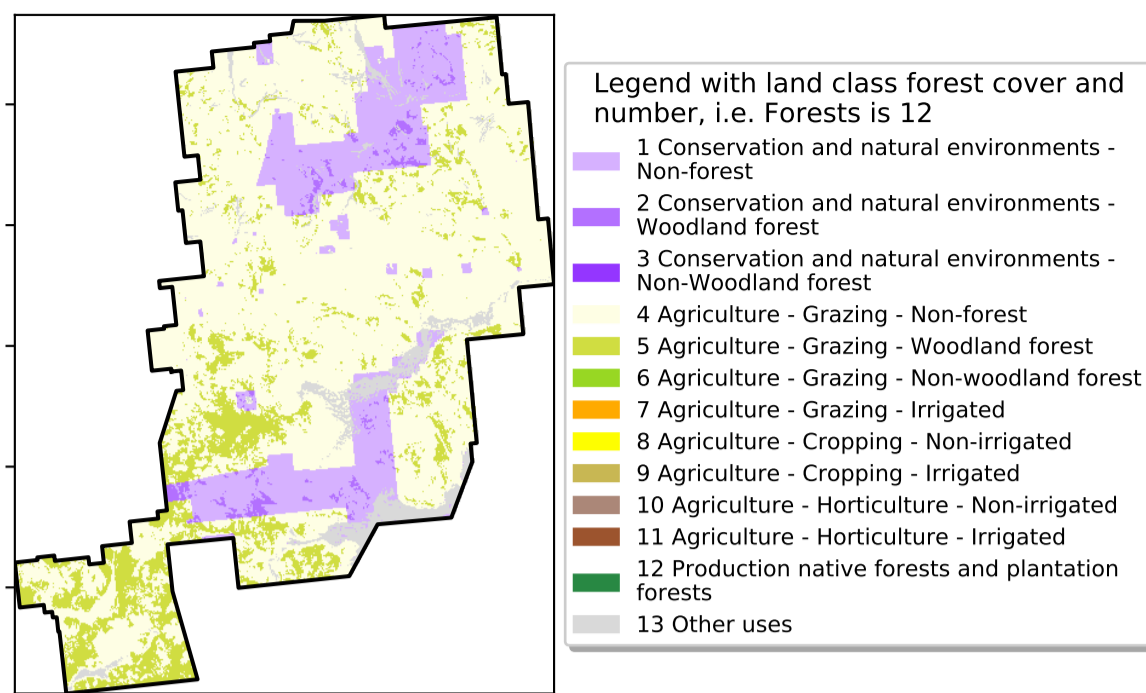 Legend with land class forest cover and
number, i.e. Forests is 12
1 Conservation and natural environments -
Non-forest
2 Conservation and natural environments -
Woodland forest
3 Conservation and natural environments -
Non-Woodland forest
4 Agriculture - Grazing - Non-forest
5 Agriculture - Grazing - Woodland forest
6 Agriculture - Grazing - Non-woodland forest
7 Agriculture - Grazing - Irrigated
8 Agriculture - Cropping - Non-irrigated
9 Agriculture - Cropping - Irrigated
10 Agriculture - Horticulture - Non-irrigated
11 Agriculture - Horticulture - Irrigated
12 Production native forests and plantation
forests
13 Other uses